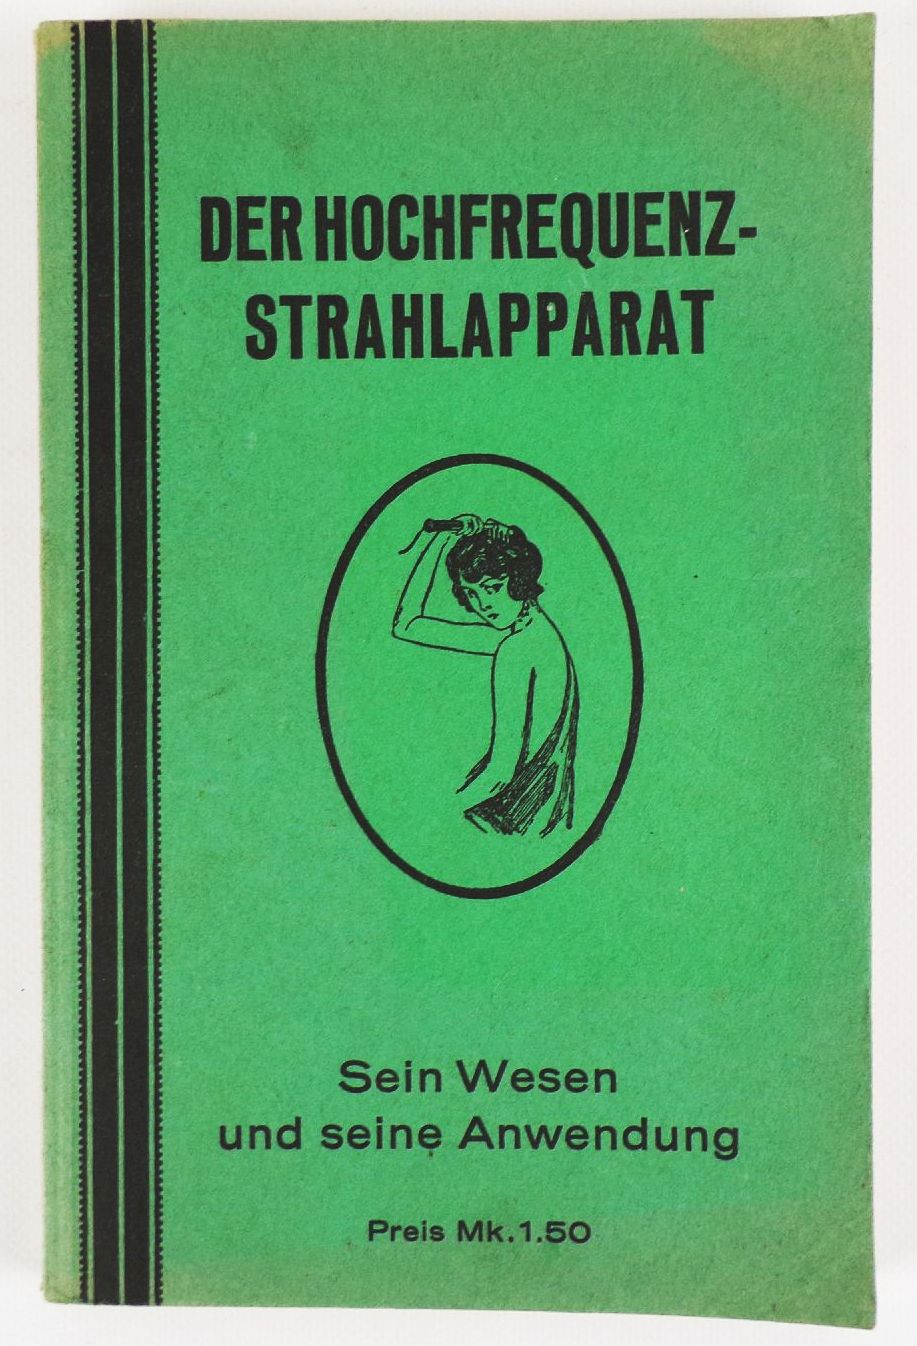 DER HOCHFREQUENZ-
STRAHLAPPARAT
Sein Wesen
und seine Anwendung
Preis Mk. 1.50